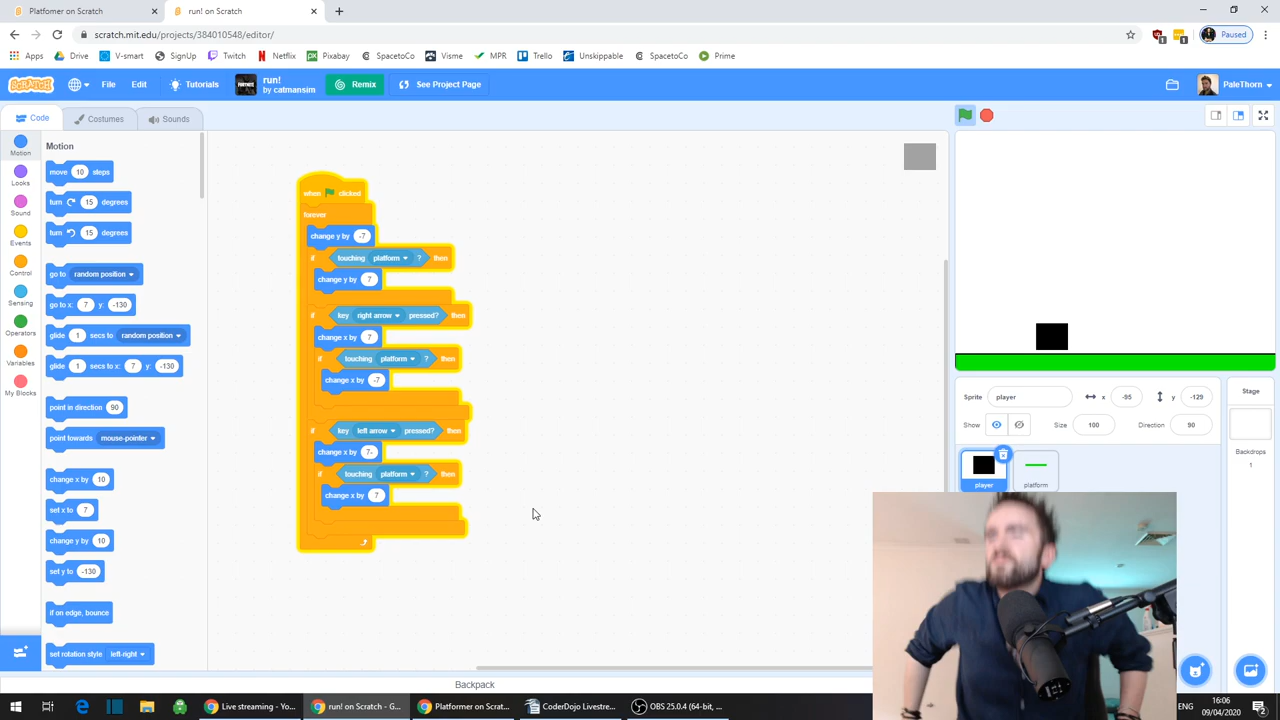 Platfomer on Scratch
run! on Scratch
scratch.mit.edu/projects/384010548/editor/
Paused
Apps
Drive
V-smart
SignUp
Twitch
Netflix
Pixabay
SpacetoCo
Visme
MPR
Trello
Unskippable
SpacetoCo
Prime
SCRATCH
File
Edit
Tutorials
run!
by catmansim
Remix
See Project Page
PaleThorn
Code
Costumes
Sounds
Motion
Looks
Sound
Events
Control
Sensing
Operators
Variables
My Blocks
Motion
move 10 steps
turn 15 degrees
turn 15 degrees
go to random position
go to x: 7 y: -130
glide 1 secs to random position
glide 1 secs to x: 7 y: -130
point in direction 90
point towards mouse-pointer
change x by 10
set x to 7
change y by 10
set y to -130
if on edge, bounce
set rotation style left-right
when clicked
forever
change y by -7
if touching platform ? then
change y by 7
if key right arrow pressed? then
change x by 7
if touching platform ? then
change x by -7
if key left arrow pressed? then
change x by 7-
if touching platform ? then
change x by 7
Sprite player x -95 y -129
Show Size 100 Direction 90
player
platform
Stage
Backdrops
1
Backpack
Live streaming - Yo...
run! on Scratch - G...
Platformer on Scrat...
CoderDojo Livestre...
OBS 25.0.4 (64-bit, ...
ENG
16:06
09/04/2020
2